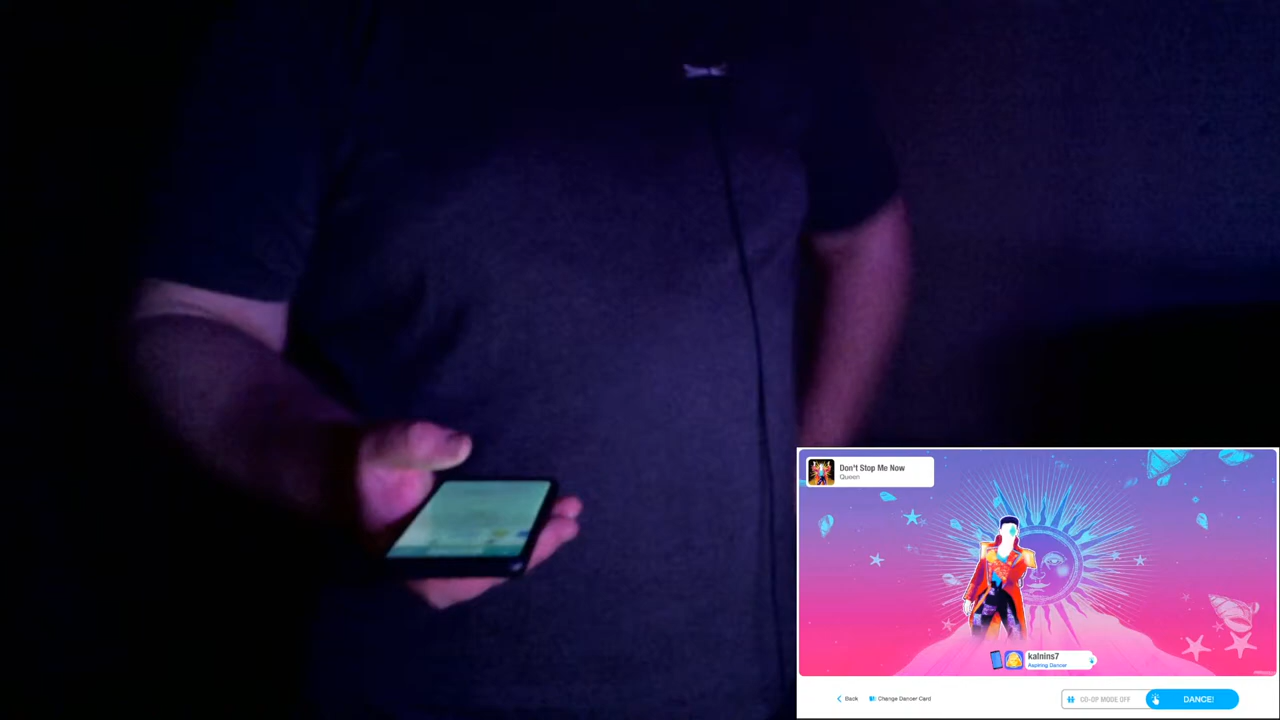 Don't Stop Me Now
Queen
kalnins7
Aspiring Dancer
Back
Change Dancer Card
CO-OP MODE OFF
DANCE!